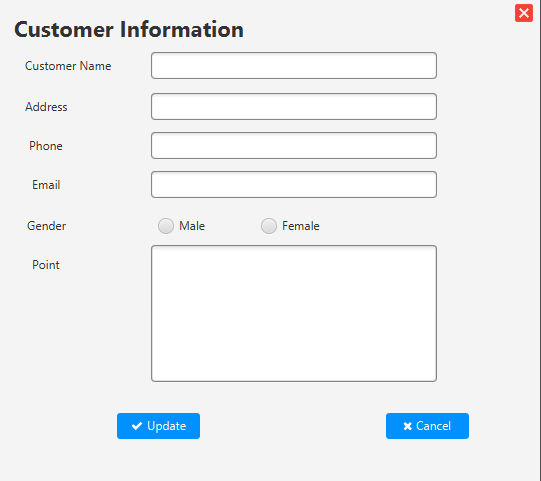 Customer Information
Customer Name
Address
Phone
Email
Gender Male Female
Point
Update Cancel